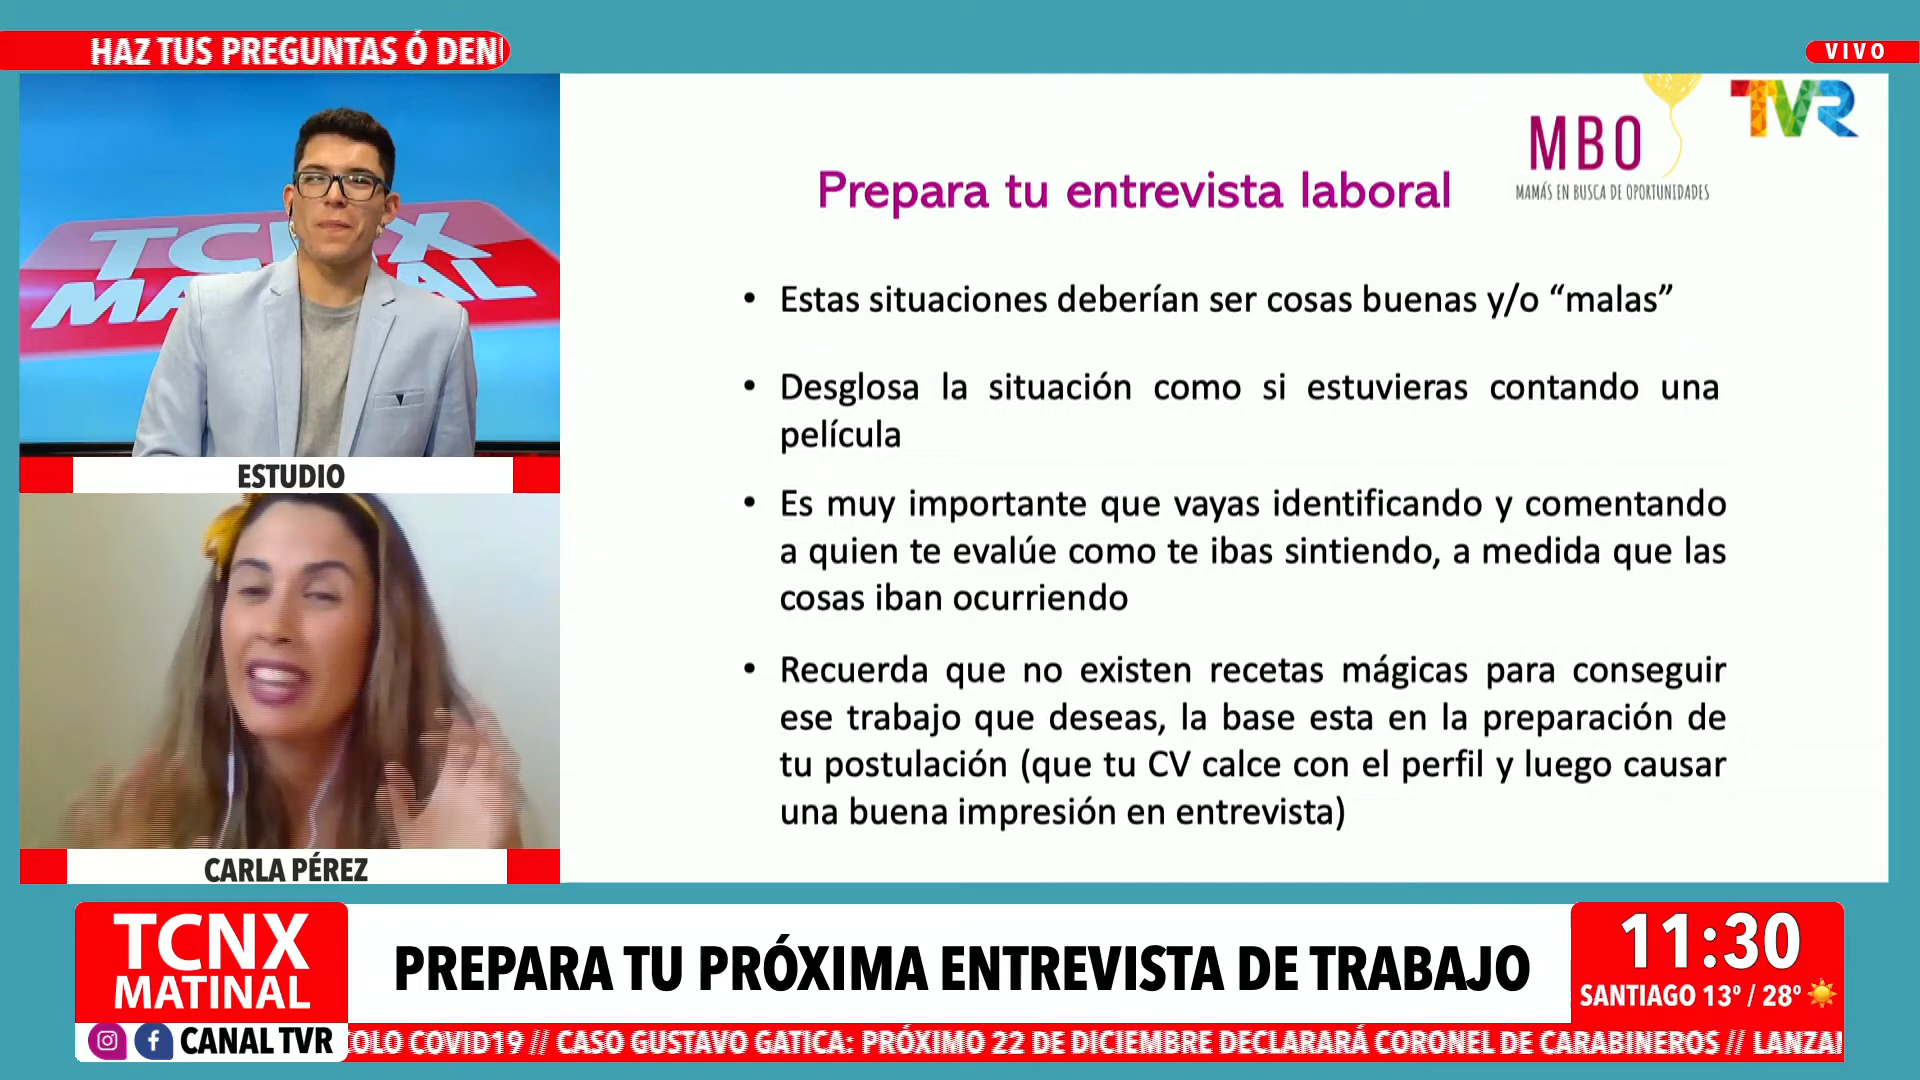 HAZ TUS PREGUNTAS Ó DEN
VIVO
TVR
MBO
MAMÁS EN BUSCA DE OPORTUNIDADES
Prepara tu entrevista laboral
• Estas situaciones deberían ser cosas buenas y/o “malas”
• Desglosa la situación como si estuvieras contando una
película
• Es muy importante que vayas identificando y comentando
a quien te evalúe como te ibas sintiendo, a medida que las
cosas iban ocurriendo
• Recuerda que no existen recetas mágicas para conseguir
ese trabajo que deseas, la base esta en la preparación de
tu postulación (que tu CV calce con el perfil y luego causar
una buena impresión en entrevista)
ESTUDIO
CARLA PÉREZ
TCNX
MATINAL
PREPARA TU PRÓXIMA ENTREVISTA DE TRABAJO
11:30
SANTIAGO 13º / 28º
CANAL TVR
COLO COVID19 // CASO GUSTAVO GATICA: PRÓXIMO 22 DE DICIEMBRE DECLARARÁ CORONEL DE CARABINEROS // LANZA